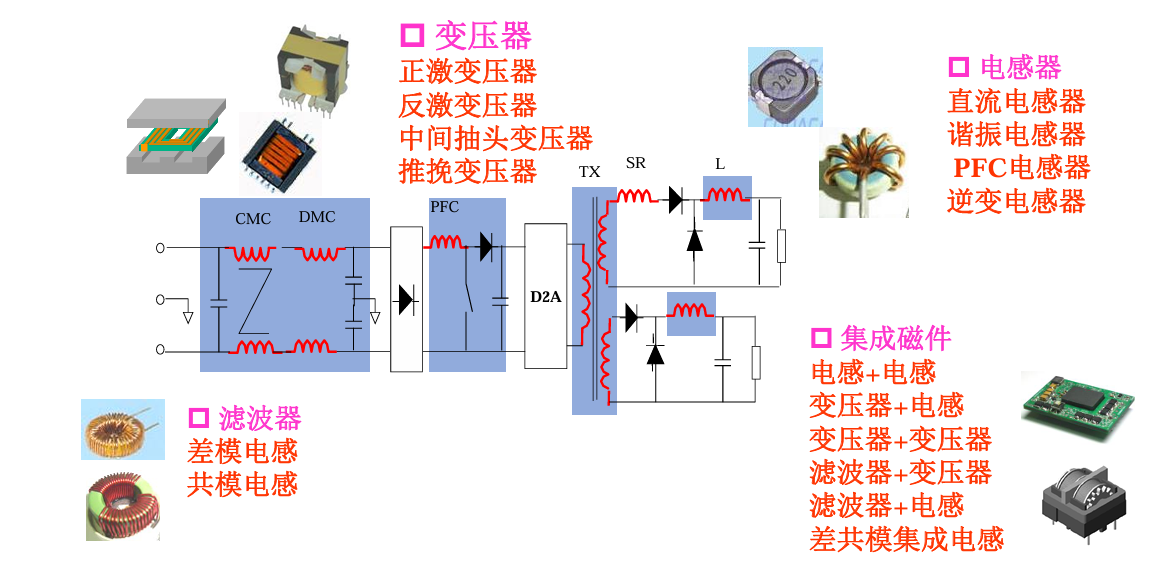 变压器
正激变压器
反激变压器
中间抽头变压器
推挽变压器
220
电感器
直流电感器
谐振电感器
PFC电感器
逆变电感器
CMC
DMC
PFC
D2A
TX
SR
L
滤波器
差模电感
共模电感
集成磁件
电感+电感
变压器+电感
变压器+变压器
滤波器+变压器
滤波器+电感
差共模集成电感